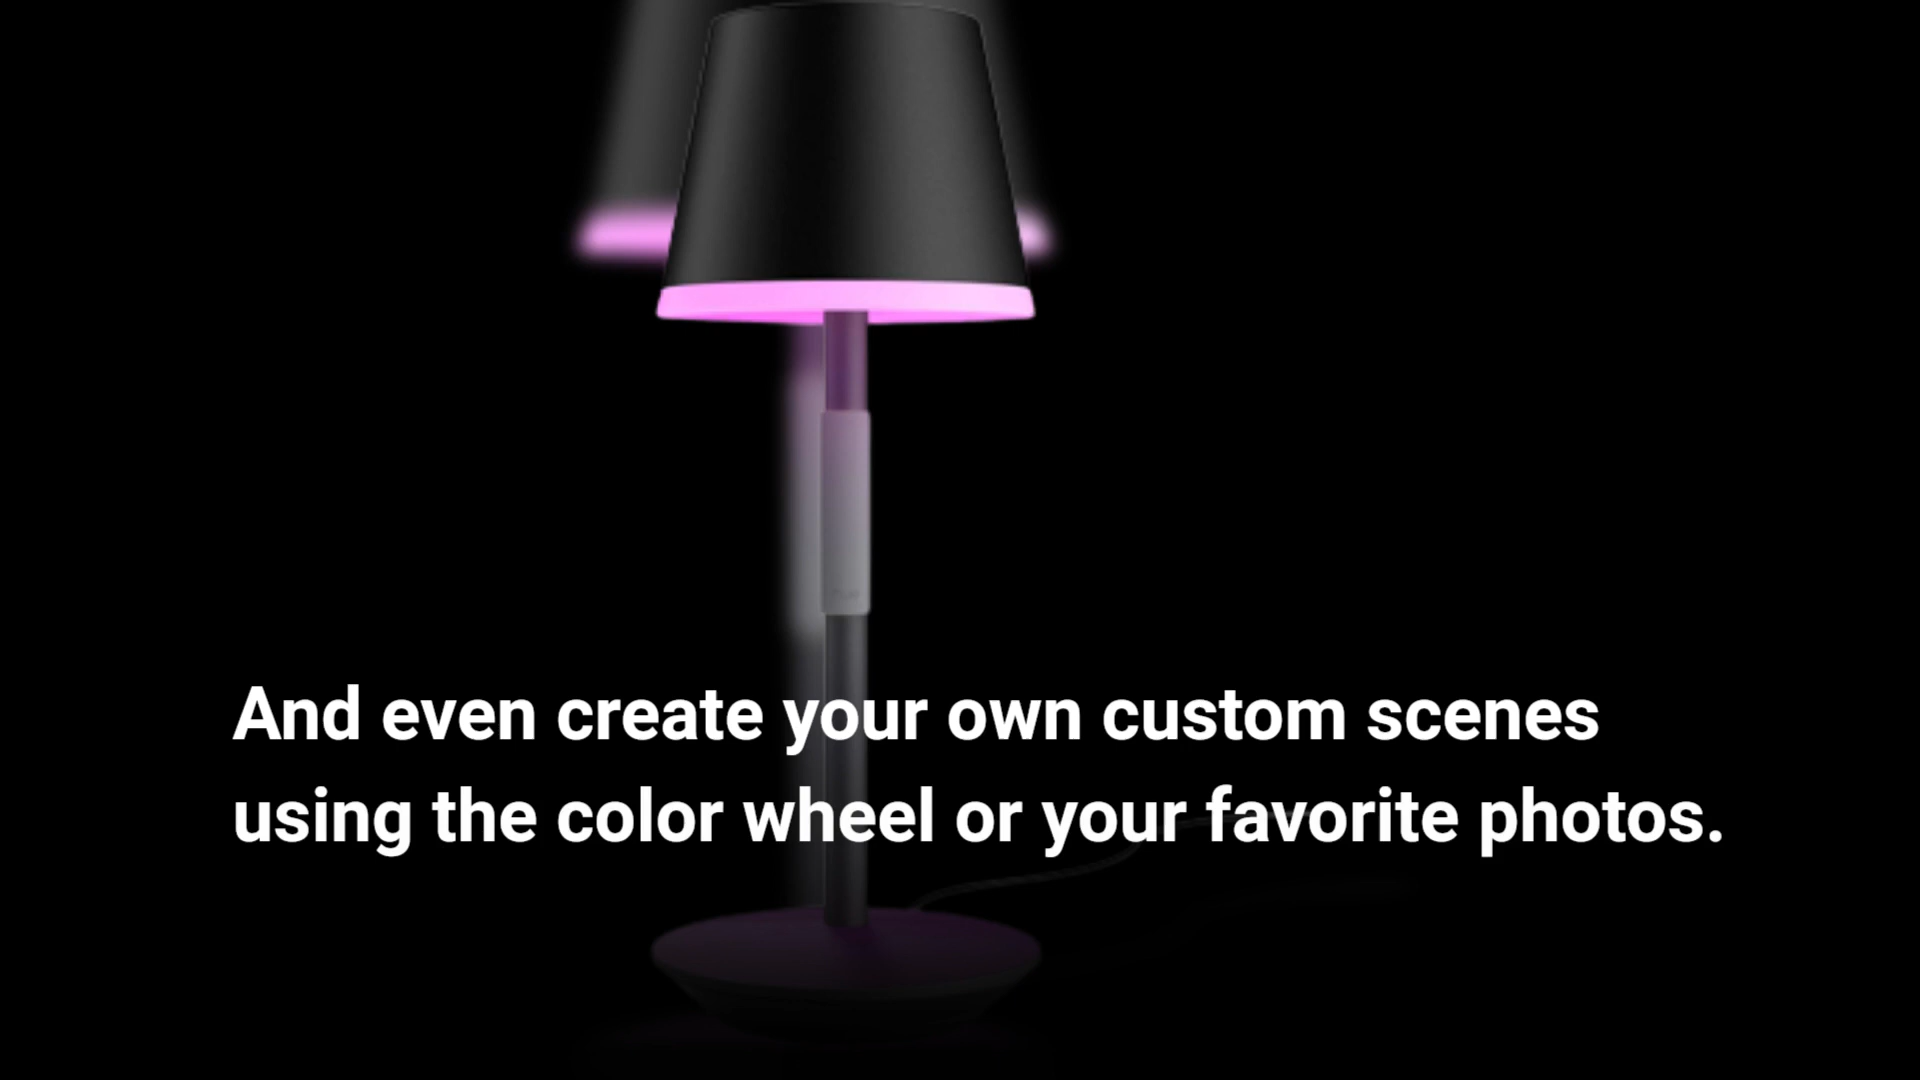 And even create your own custom scenes
using the color wheel or your favorite photos.